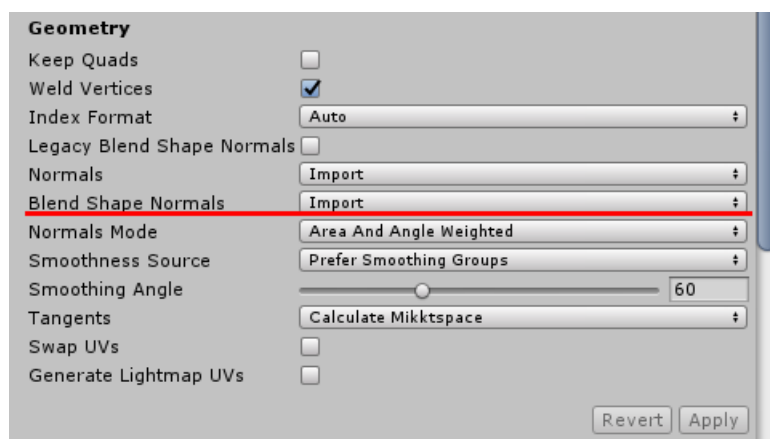 Geometry
Keep Quads
Weld Vertices
Index Format Auto
Legacy Blend Shape Normals
Normals Import
Blend Shape Normals Import
Normals Mode Area And Angle Weighted
Smoothness Source Prefer Smoothing Groups
Smoothing Angle 60
Tangents Calculate Mikktspace
Swap UVs
Generate Lightmap UVs
Revert Apply